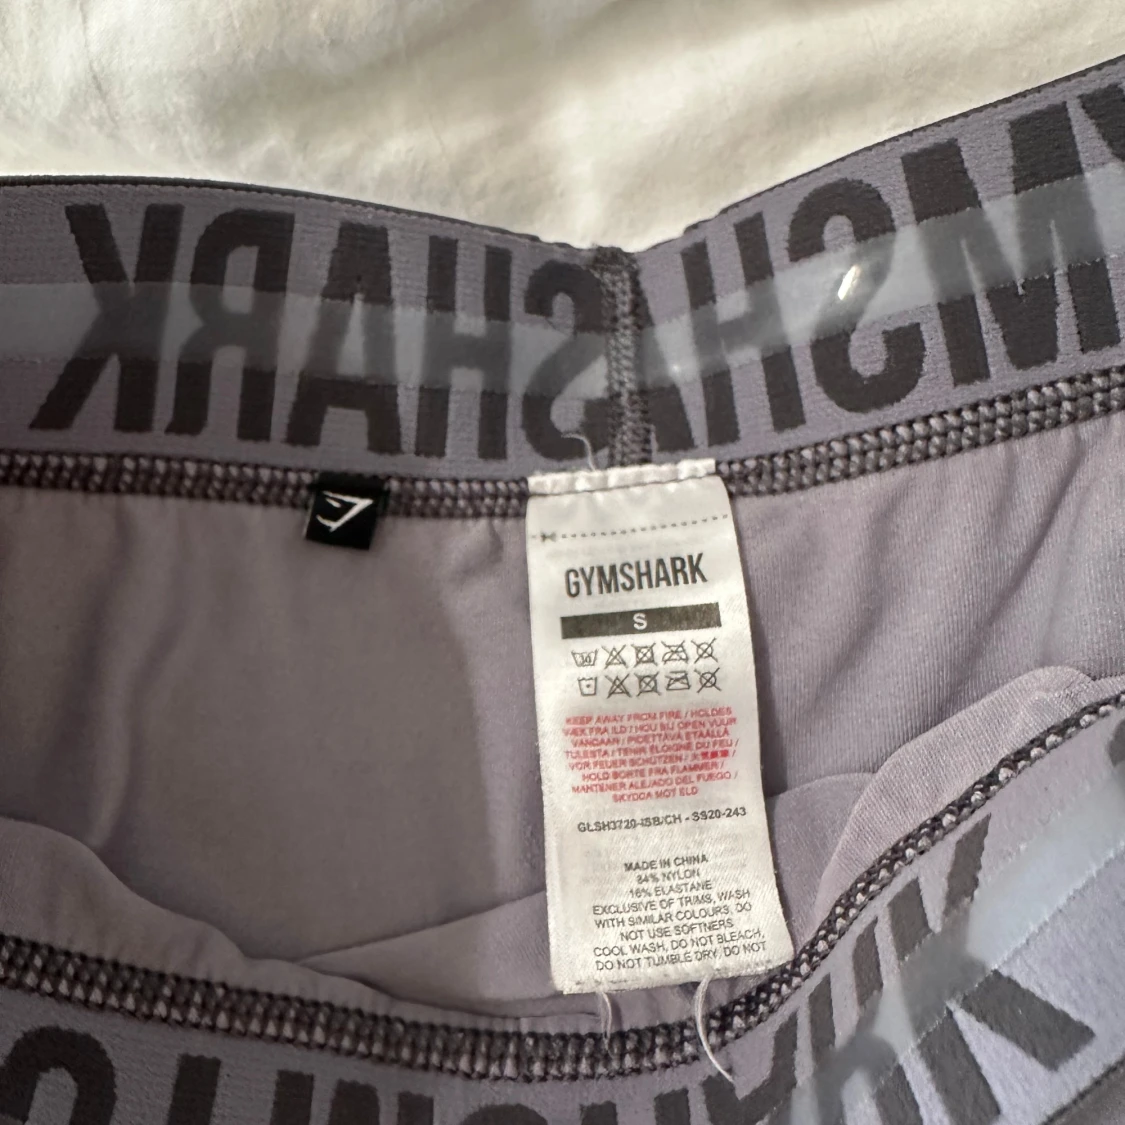 GYMSHARK
S
30
KEEP AWAY FROM FIRE / HOLDES
VÆK FRA ILD / HOU BIJ OPEN VUUR
VANDAAN / PIDETTÄVÄ ETÄÄLLÄ
TULESTA / TENIR ÉLOIGNÉ DU FEU /
VOR FEUER SCHÜTZEN /
HOLD BORTE FRA FLAMMER /
MANTENER ALEJADO DEL FUEGO /
SKYDDA MOT ELD
GLSH3720-ISB/CH - SS20-243
MADE IN CHINA
84% NYLON
16% ELASTANE
EXCLUSIVE OF TRIMS, WASH
WITH SIMILAR COLOURS, DO
NOT USE SOFTNERS
COOL WASH, DO NOT BLEACH,
DO NOT TUMBLE DRY, DO NOT